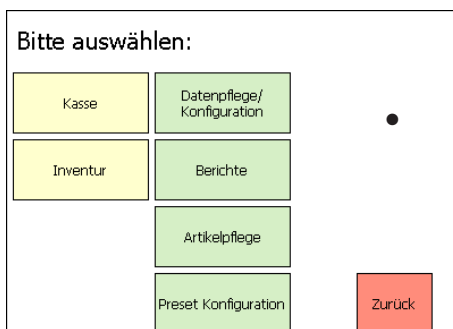 Bitte auswählen:
Kasse
Datenpflege/
Konfiguration
Inventur
Berichte
Artikelpflege
Preset Konfiguration
Zurück